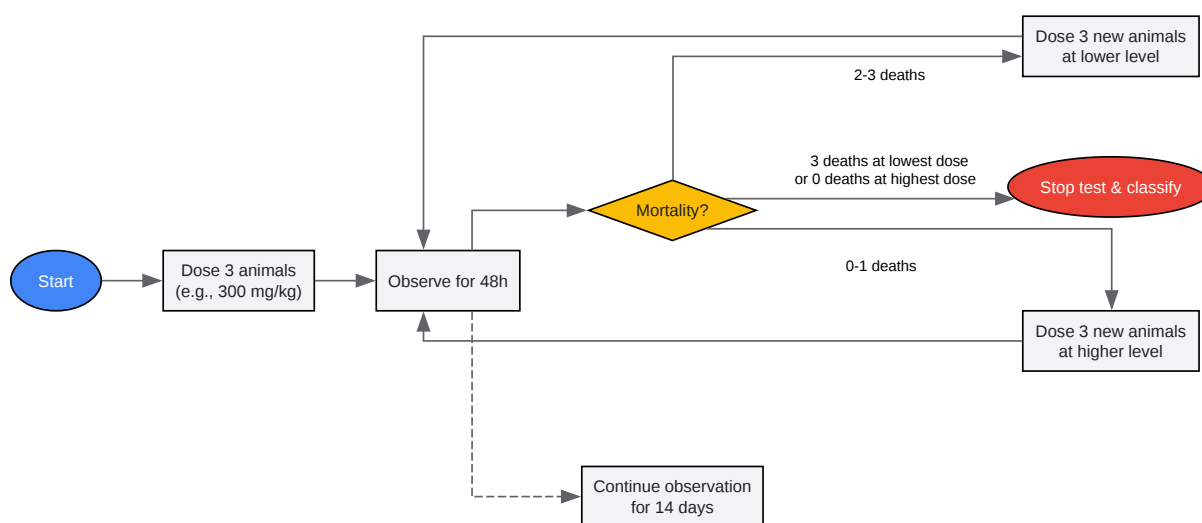 Dose 3 new animals
at lower level
2-3 deaths
3 deaths at lowest dose
or 0 deaths at highest dose
Stop test & classify
Mortality?
0-1 deaths
Start
Dose 3 animals
(e.g., 300 mg/kg)
Observe for 48h
Dose 3 new animals
at higher level
Continue observation
for 14 days